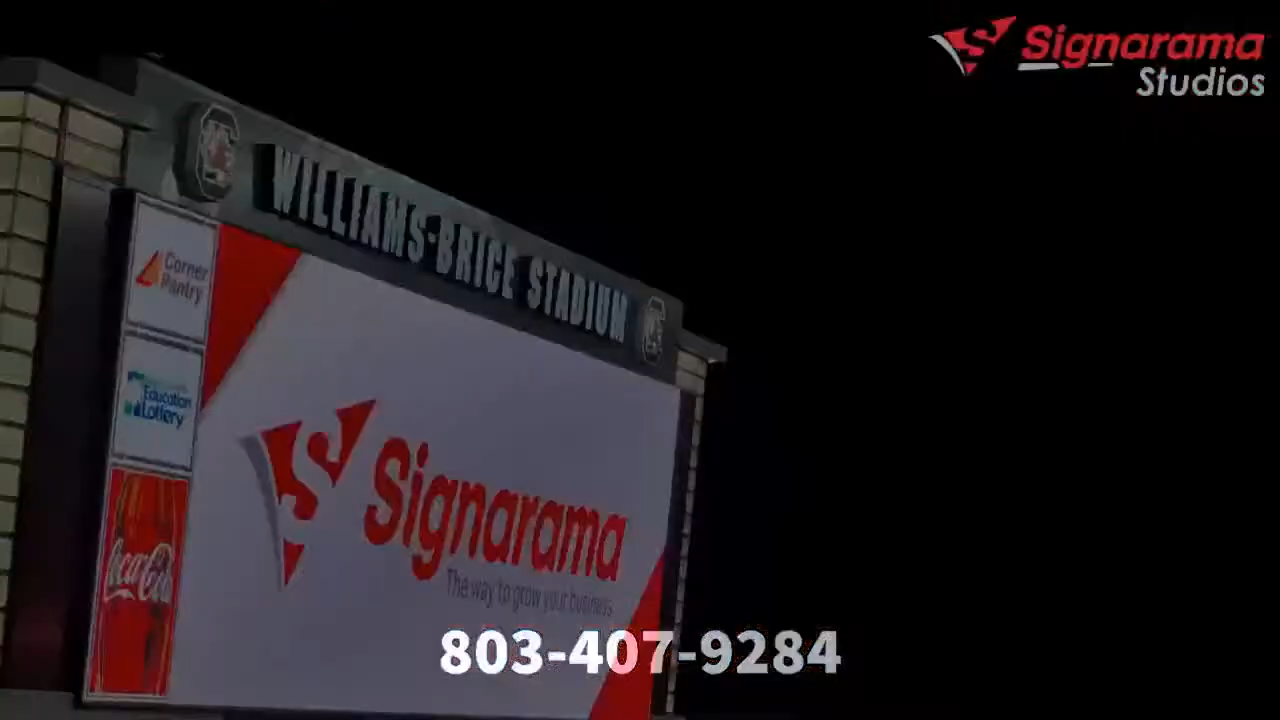 Signarama
Studios
WILLIAMS-BRICE STADIUM
Corner
Pantry
Education
Lottery
Coca-Cola
Signarama
The way to grow your business
803-407-9284